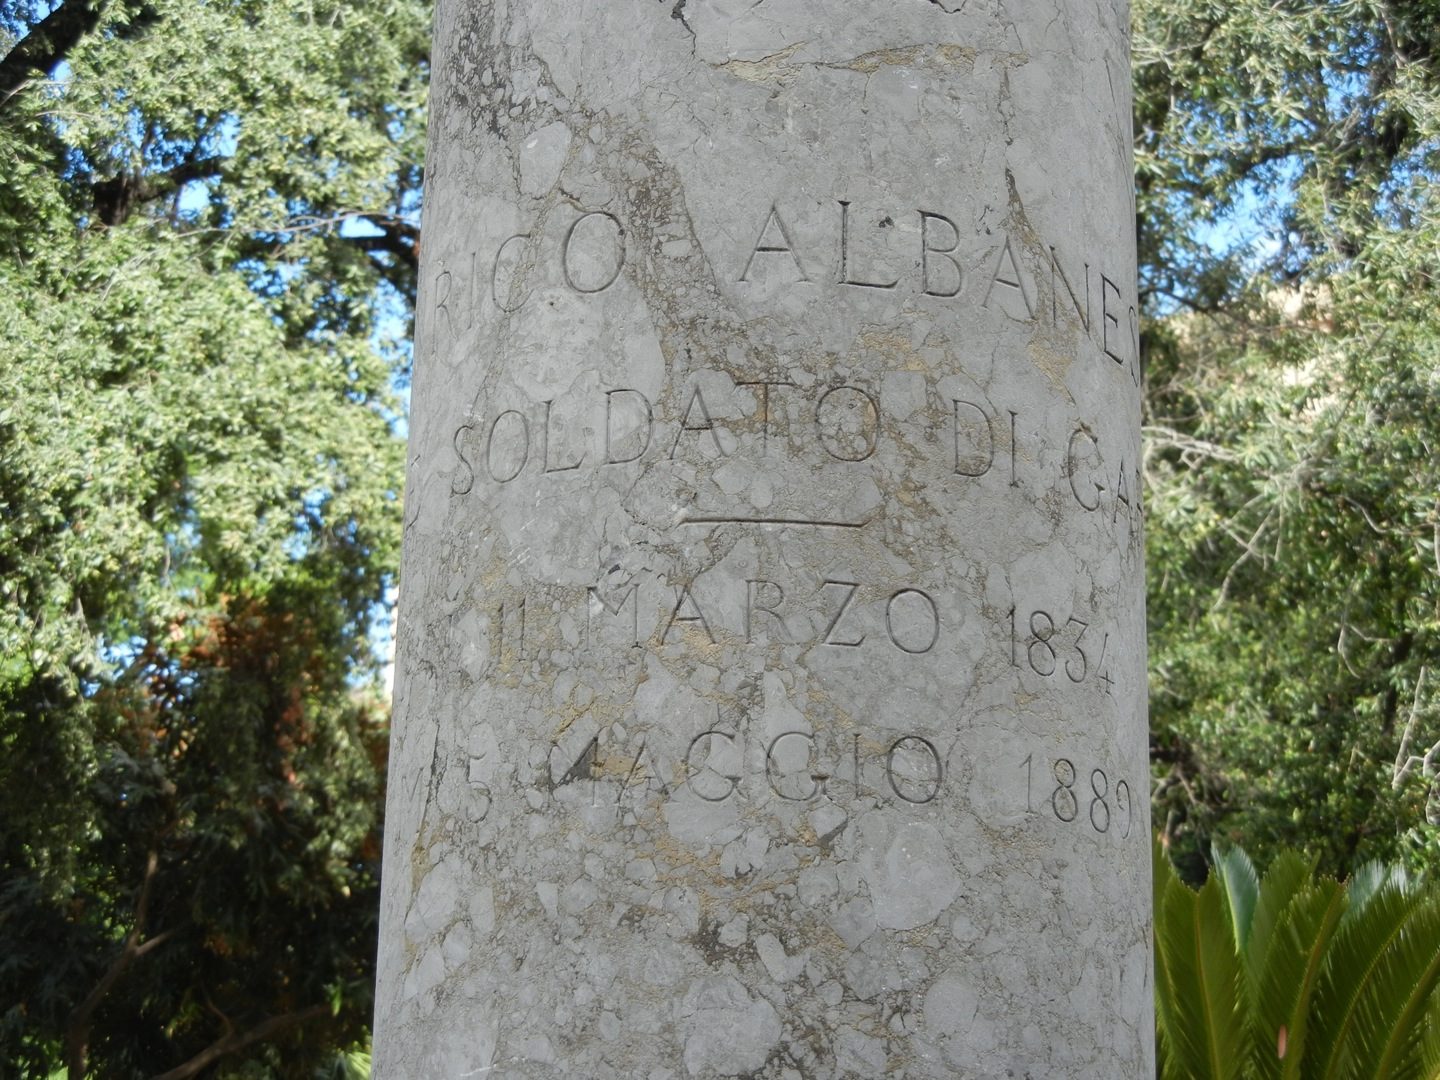 RICO ALBANES
SOLDATO DI GA
11 MARZO 1834
M 5 MAGGIO 1889